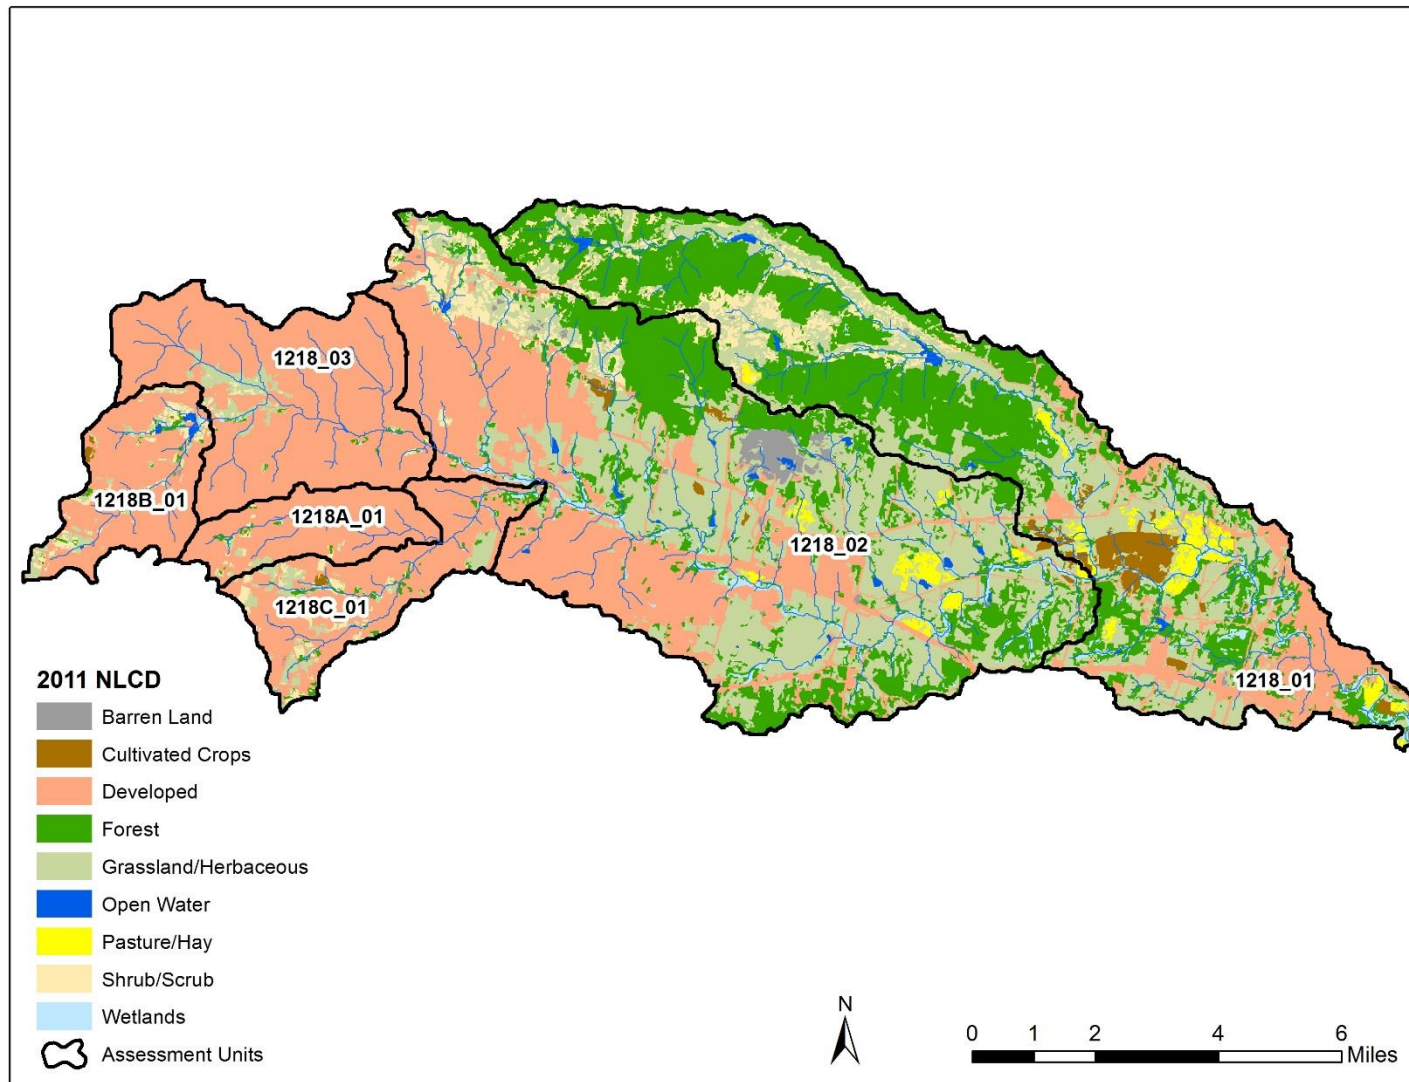 1218_03
1218B_01
1218A_01
1218_02
1218C_01
1218_01
2011 NLCD
Barren Land
Cultivated Crops
Developed
Forest
Grassland/Herbaceous
Open Water
Pasture/Hay
Shrub/Scrub
Wetlands
Assessment Units
N
0 1 2 4 6
Miles